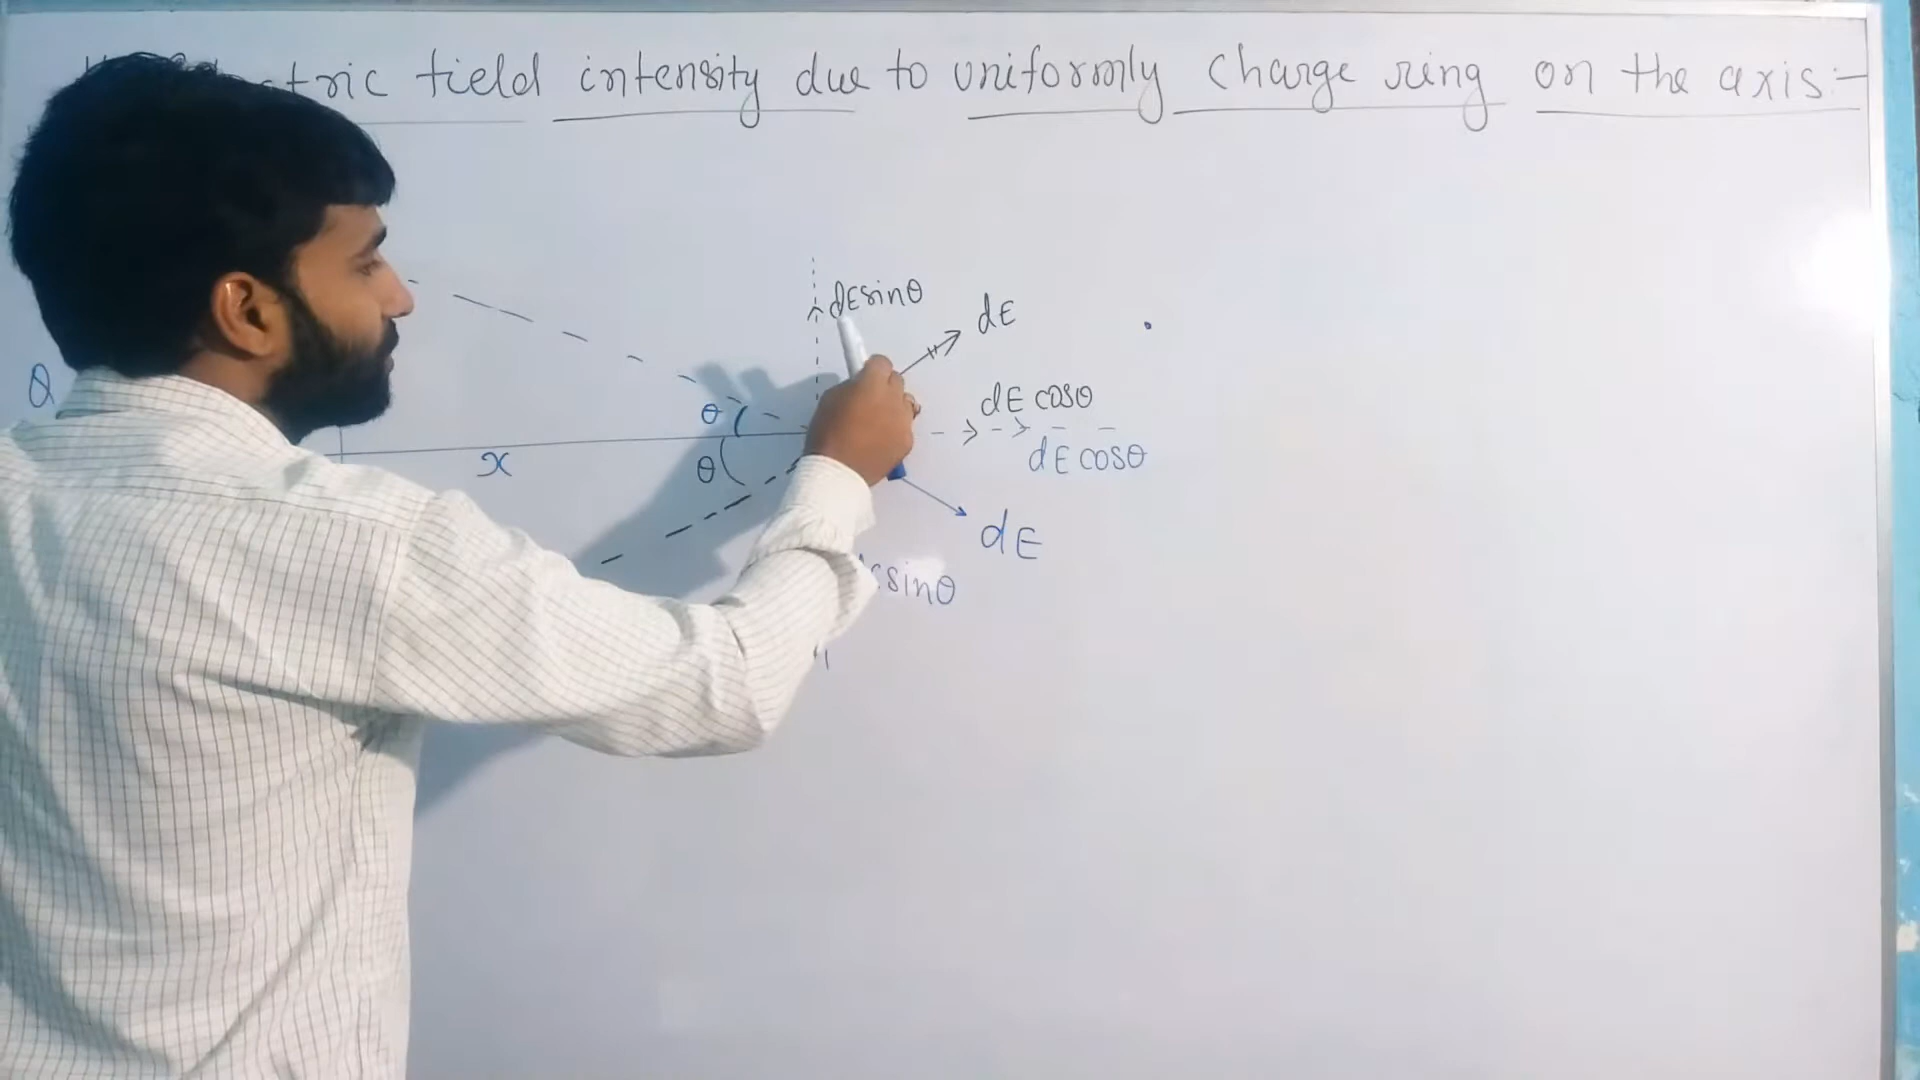 tric field intensity due to uniformly charge ring on the axis:-
dEsinθ
dE
Q
θ
dE cosθ
x
θ
dE cosθ
dE
sinθ